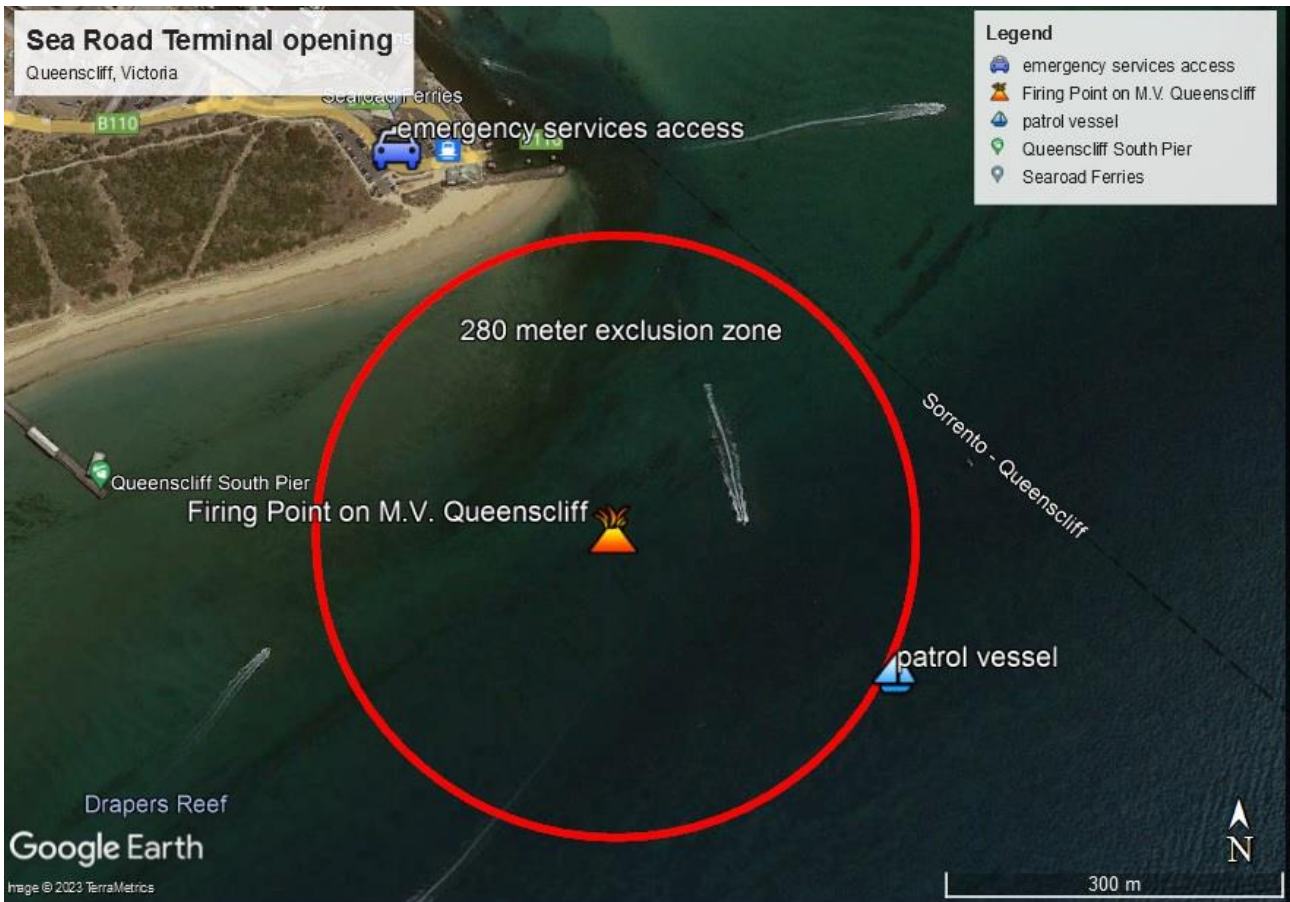 Sea Road Terminal opening
Queenscliff, Victoria
Legend
emergency services access
Firing Point on M.V. Queenscliff
patrol vessel
Queenscliff South Pier
Searoad Ferries
Searoad Ferries
B110
emergency services access
B110
280 meter exclusion zone
Sorrento - Queenscliff
Queenscliff South Pier
Firing Point on M.V. Queenscliff
patrol vessel
Drapers Reef
Google Earth
Image © 2023 TerraMetrics
N
300 m